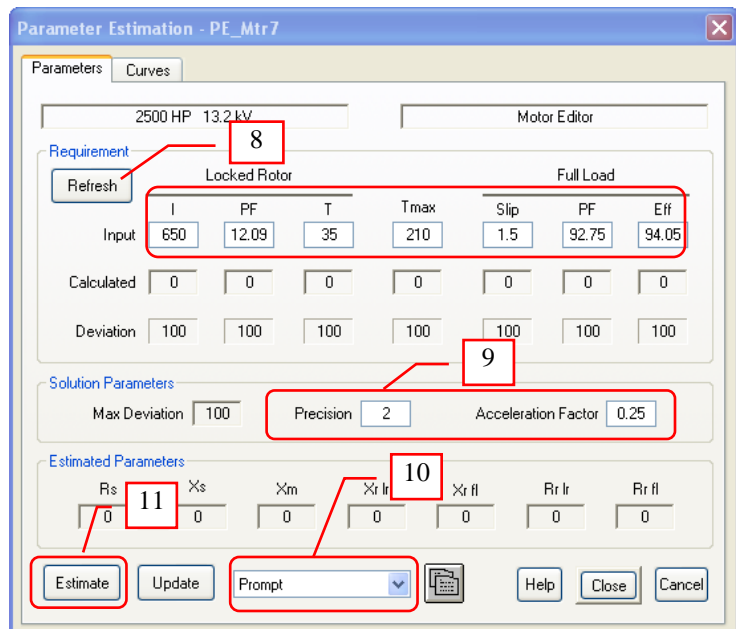 Parameter Estimation - PE_Mtr7
Parameters Curves
2500 HP 13.2 kV Motor Editor
Requirement
8
Refresh Locked Rotor Full Load
I PF T Tmax Slip PF Eff
Input 650 12.09 35 210 1.5 92.75 94.05
Calculated 0 0 0 0 0 0 0
Deviation 100 100 100 100 100 100 100
9
Solution Parameters
Max Deviation 100 Precision 2 Acceleration Factor 0.25
Estimated Parameters
10
Rs Xs Xm Xr lr Xr fl Rr lr Rr fl
11
0 0 0 0 0 0 0
Estimate Update Prompt Help Close Cancel